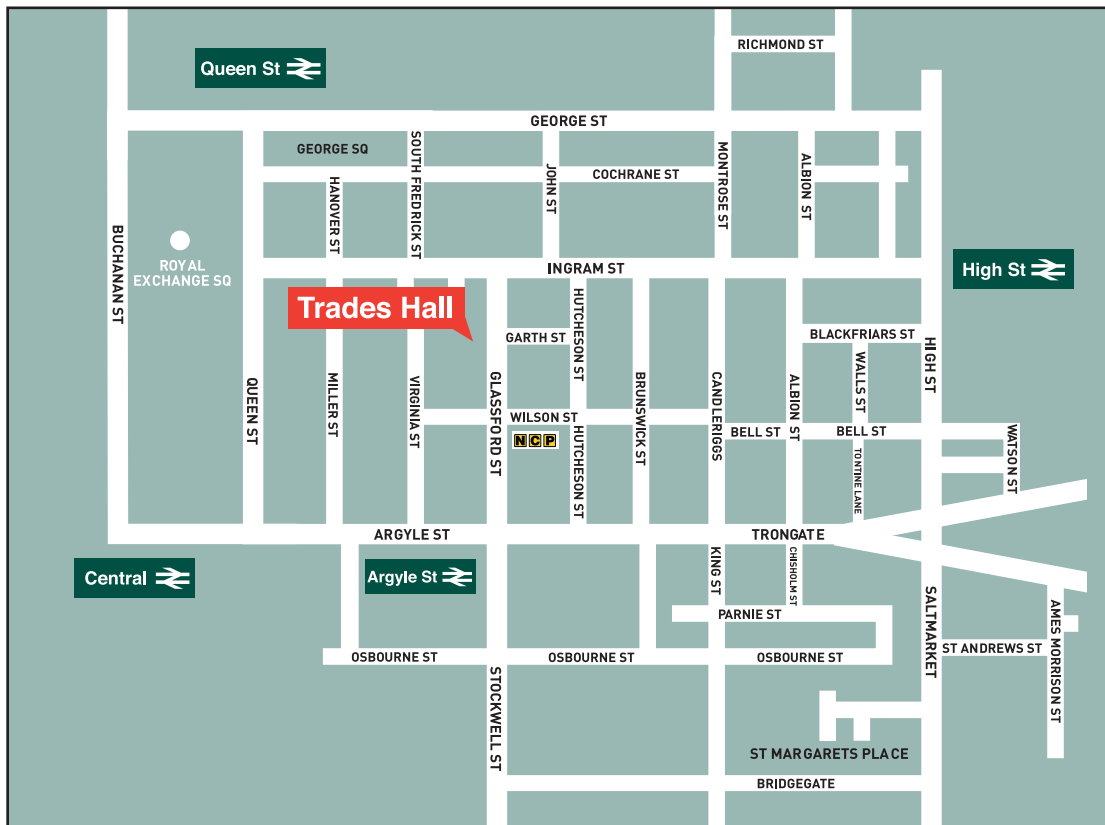 RICHMOND ST
Queen St
GEORGE ST
GEORGE SQ
SOUTH FREDRICK ST
JOHN ST
COCHRANE ST
MONTROSE ST
ALBION ST
HANOVER ST
BUCHANAN ST
ROYAL
EXCHANGE SQ
INGRAM ST
High St
Trades Hall
HUTCHESON ST
GARTH ST
BLACKFRIARS ST
HIGH ST
WALLS ST
QUEEN ST
MILLER ST
VIRGINIA ST
GLASSFORD ST
WILSON ST
BRUNSWICK ST
CANDLERIGGS
ALBION ST
NCP
HUTCHESON ST
BELL ST
BELL ST
WATSON ST
TONTINE LANE
ARGYLE ST
TRONGATE
Central
Argyle St
KING ST
CHISHOLM ST
PARNIE ST
SALTMARKET
AMES MORRISON ST
ST ANDREWS ST
OSBOURNE ST
OSBOURNE ST
OSBOURNE ST
STOCKWELL ST
ST MARGARETS PLACE
BRIDGEGATE